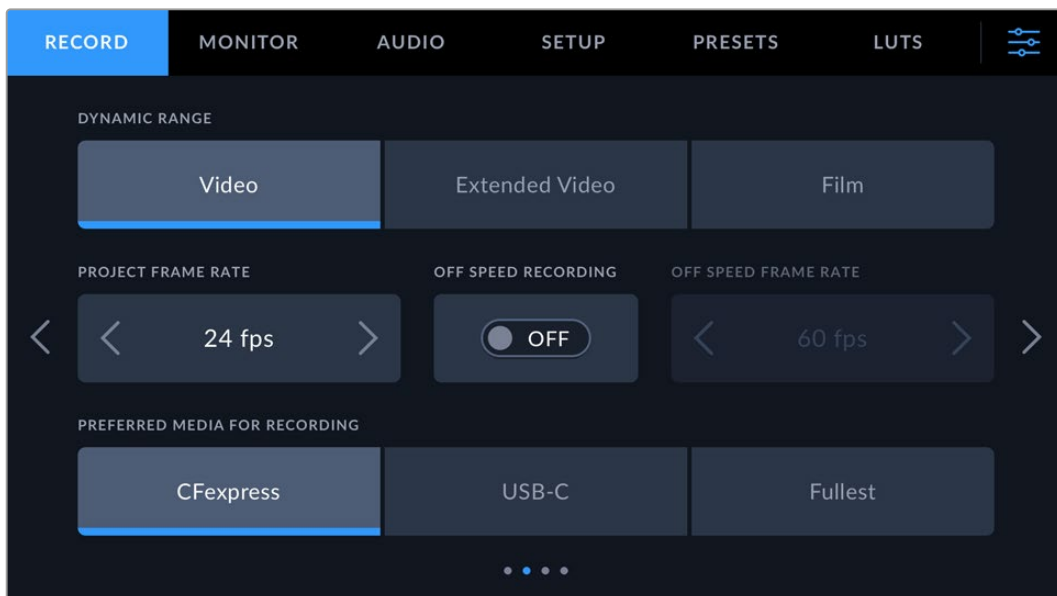 RECORD MONITOR AUDIO SETUP PRESETS LUTS
DYNAMIC RANGE
Video Extended Video Film
PROJECT FRAME RATE OFF SPEED RECORDING OFF SPEED FRAME RATE
24 fps OFF 60 fps
PREFERRED MEDIA FOR RECORDING
CFexpress USB-C Fullest